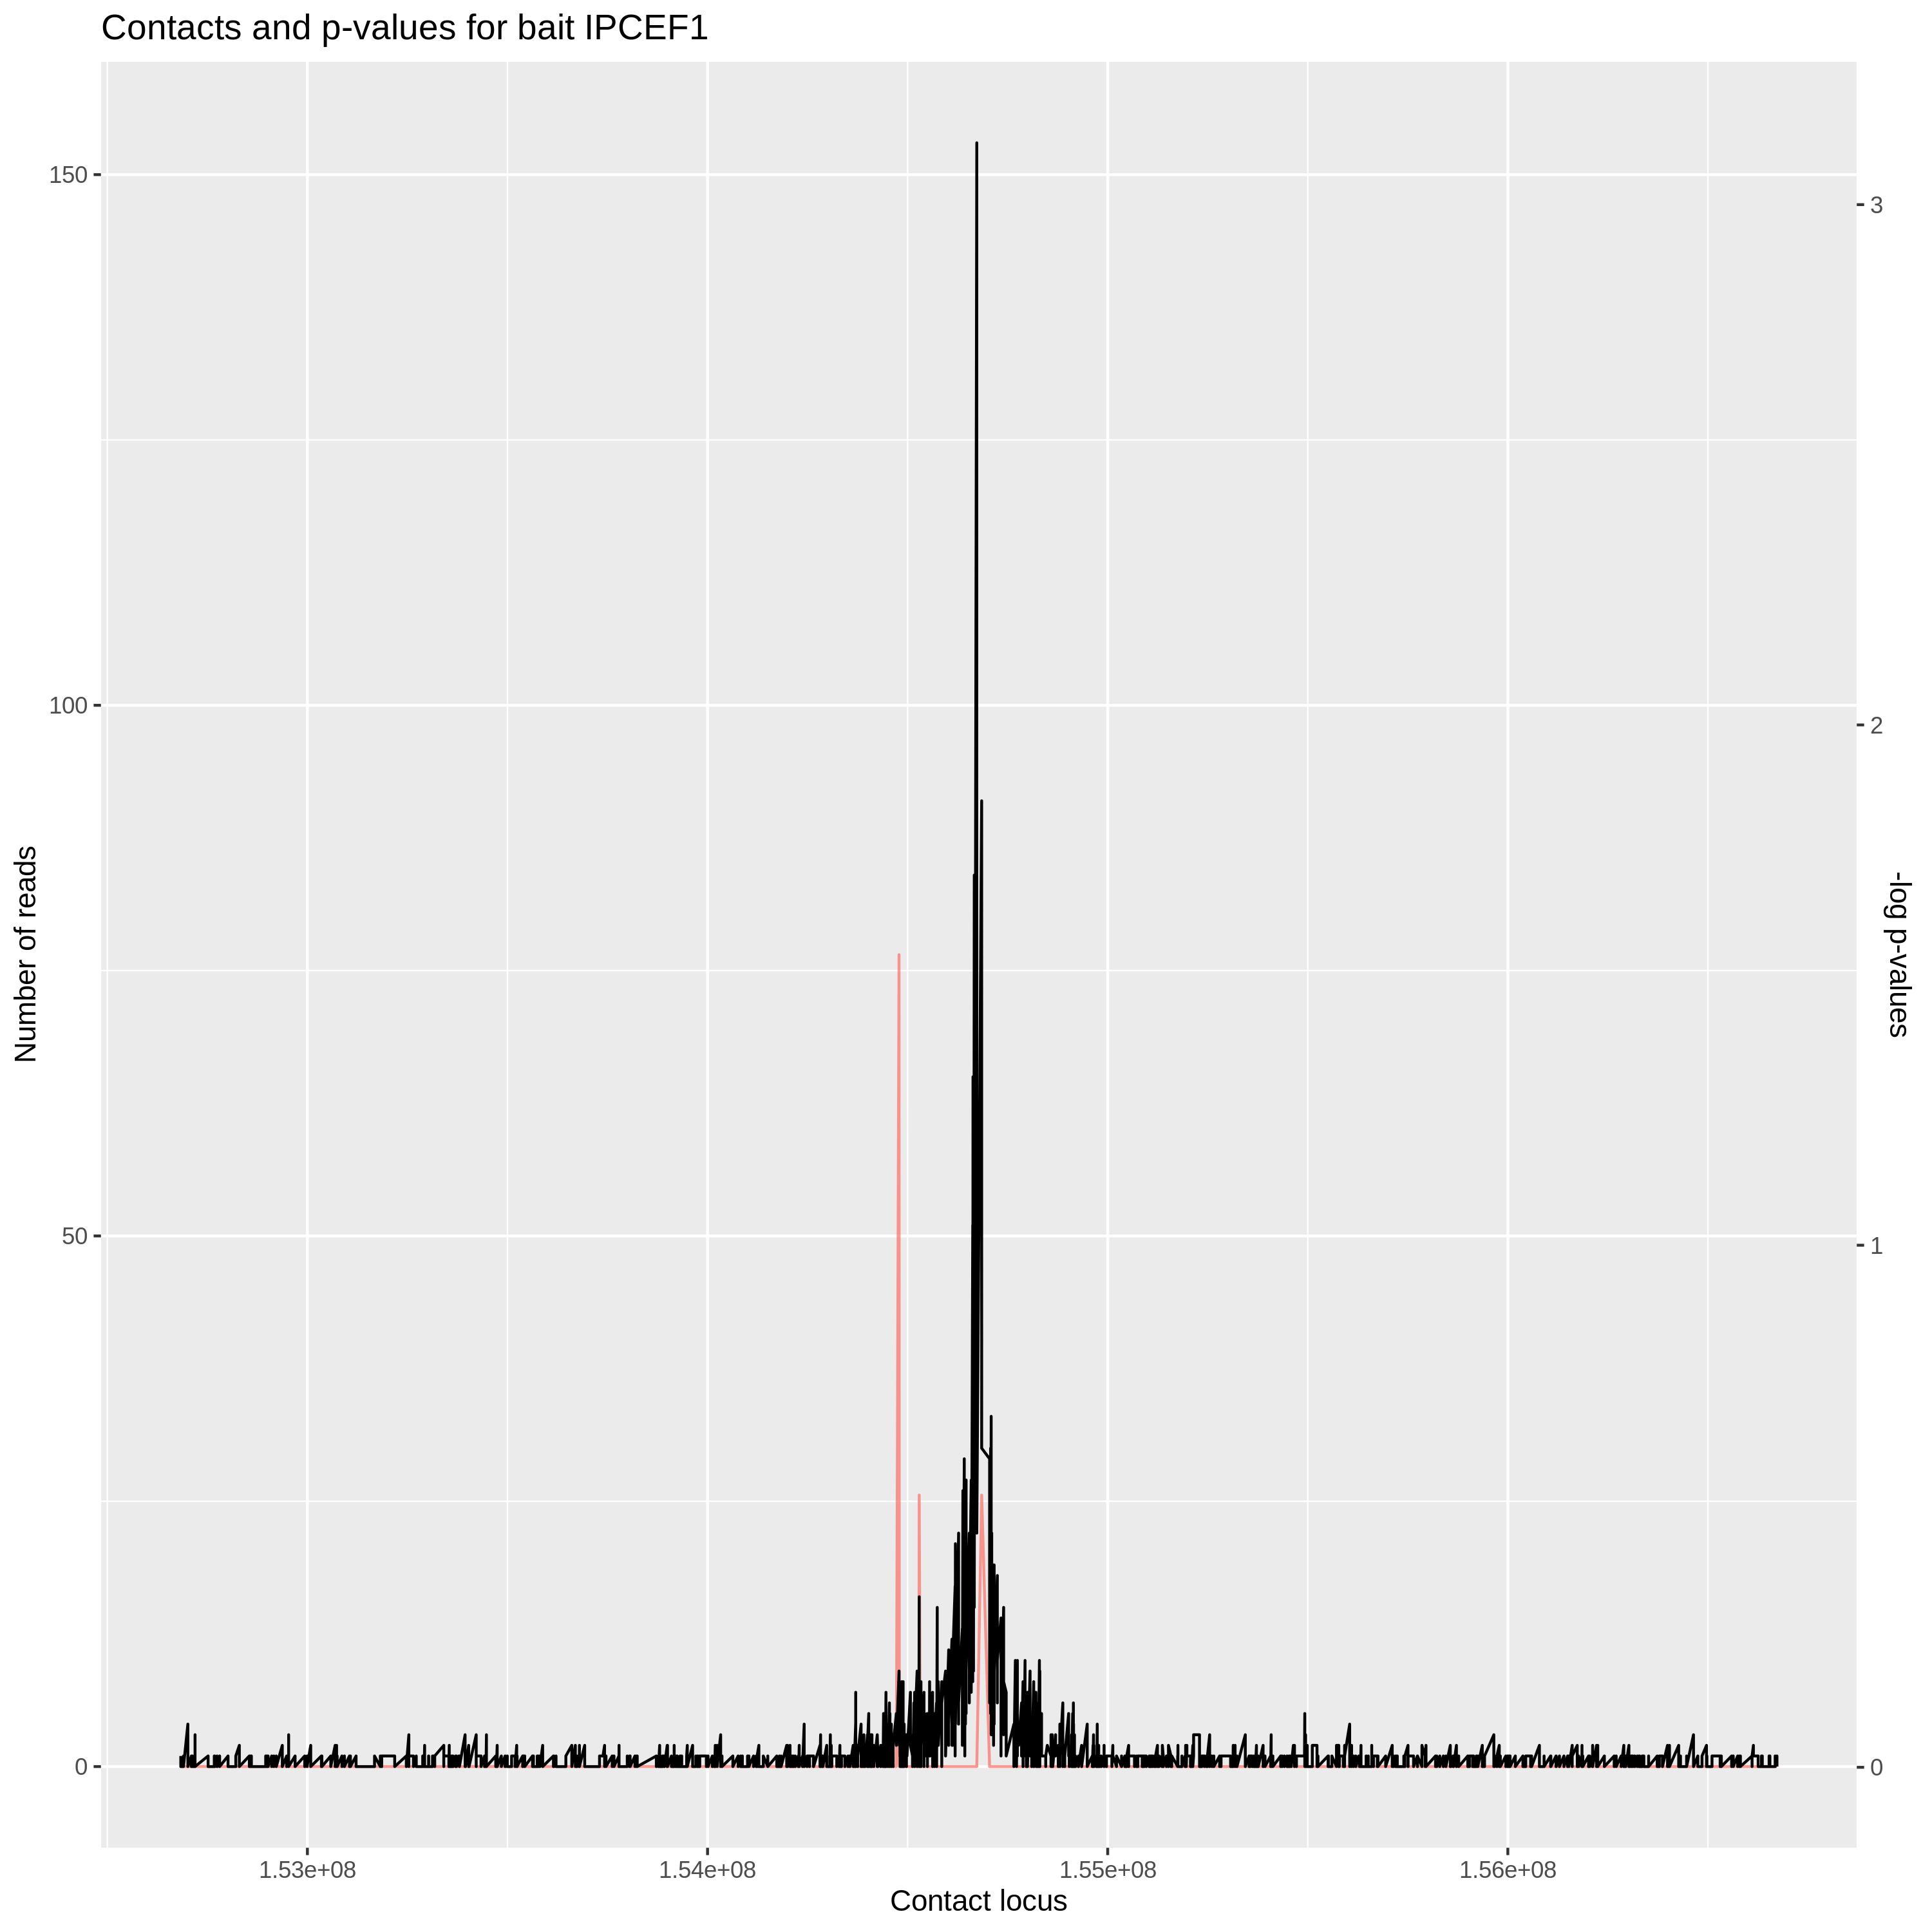 Contacts and p-values for bait IPCEF1
150
100
50
0
Number of reads
3
2
1
0
-log p-values
1.53e+08
1.54e+08
1.55e+08
1.56e+08
Contact locus